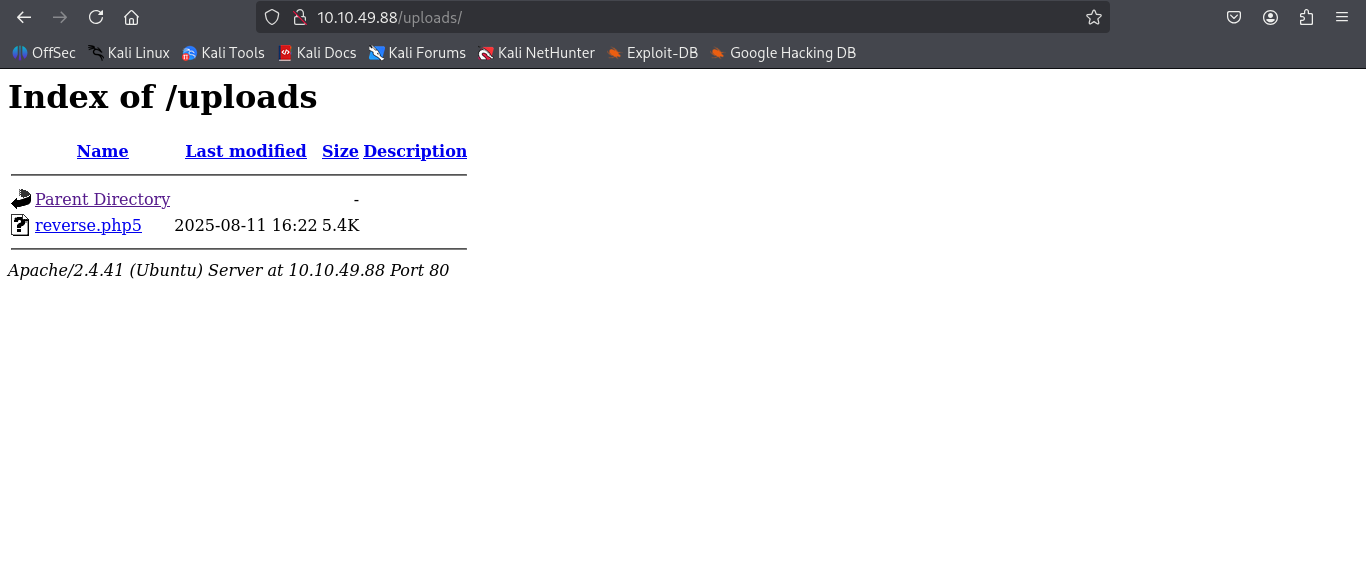 10.10.49.88/uploads/
OffSec Kali Linux Kali Tools Kali Docs Kali Forums Kali NetHunter Exploit-DB Google Hacking DB
Index of /uploads
Name Last modified Size Description
Parent Directory -
reverse.php5 2025-08-11 16:22 5.4K
Apache/2.4.41 (Ubuntu) Server at 10.10.49.88 Port 80